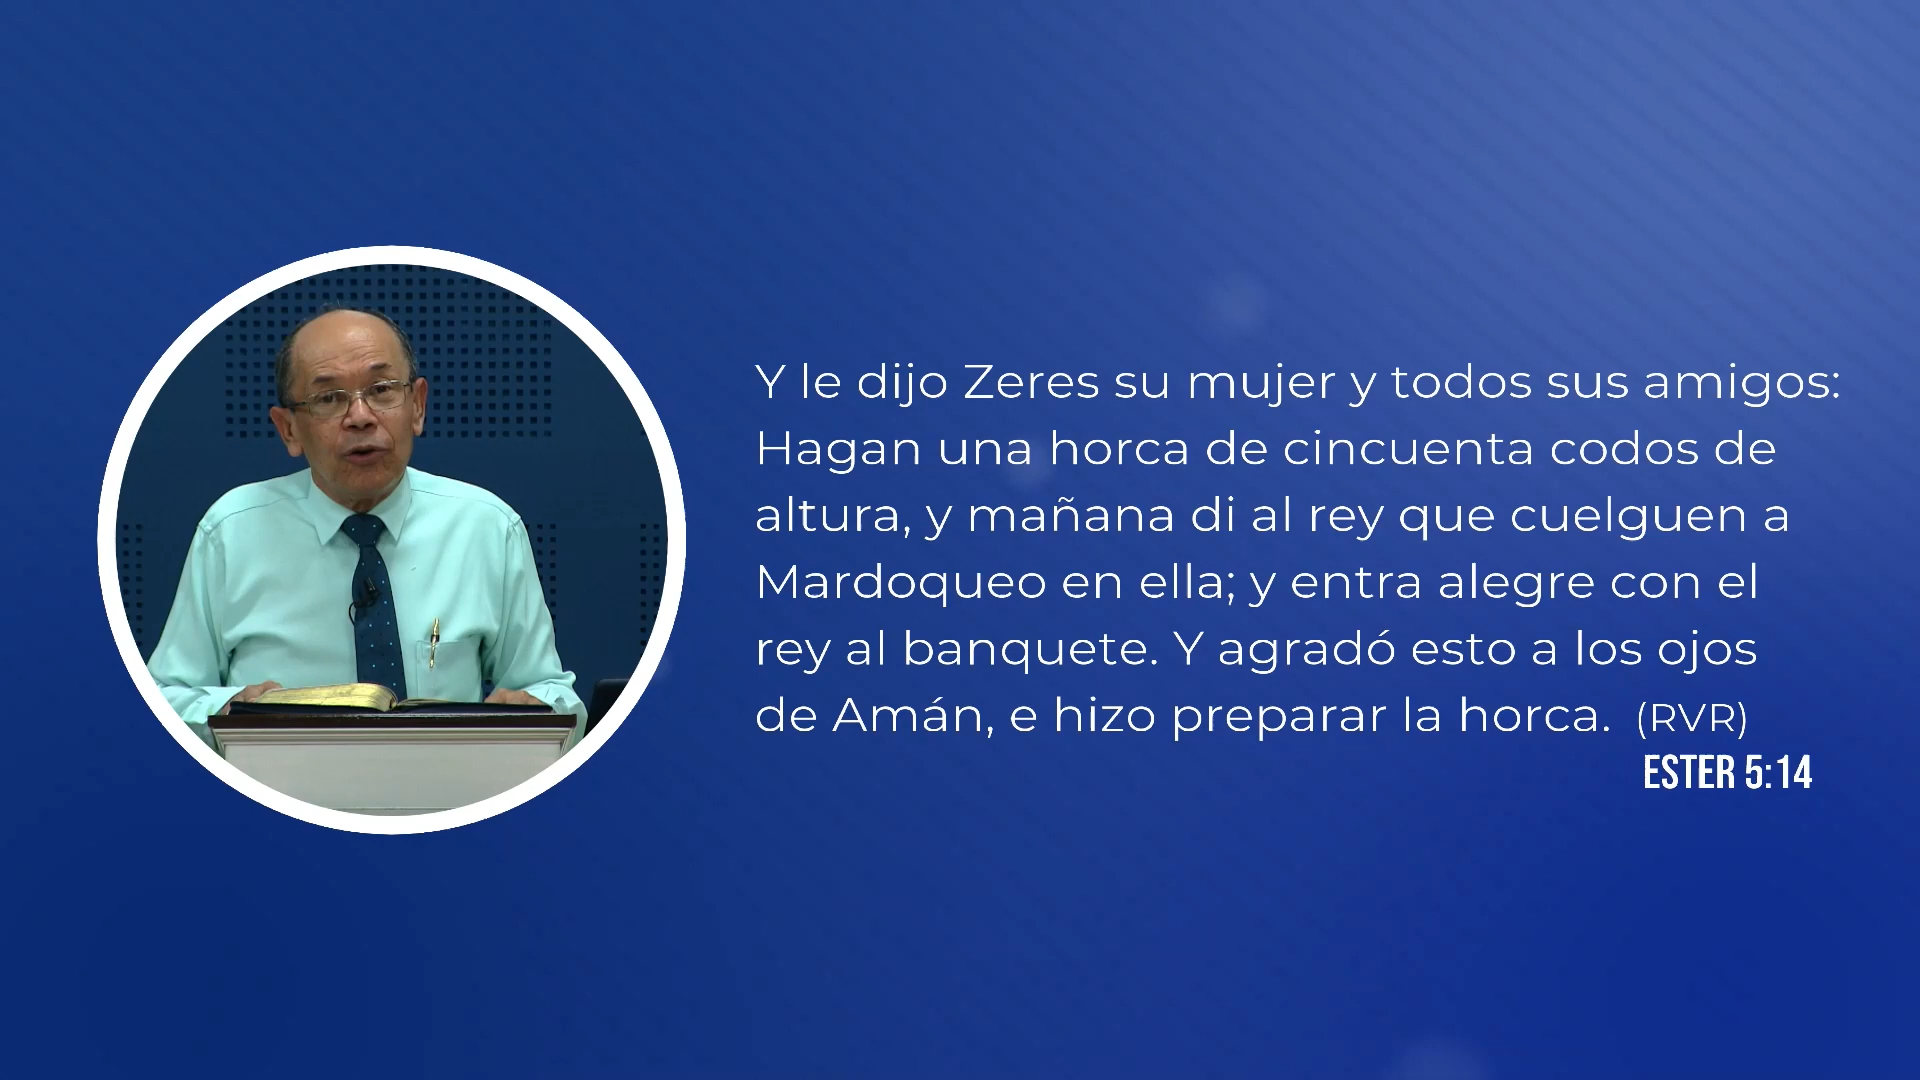 Y le dijo Zeres su mujer y todos sus amigos:
Hagan una horca de cincuenta codos de
altura, y mañana di al rey que cuelguen a
Mardoqueo en ella; y entra alegre con el
rey al banquete. Y agradó esto a los ojos
de Amán, e hizo preparar la horca. (RVR)
ESTER 5:14